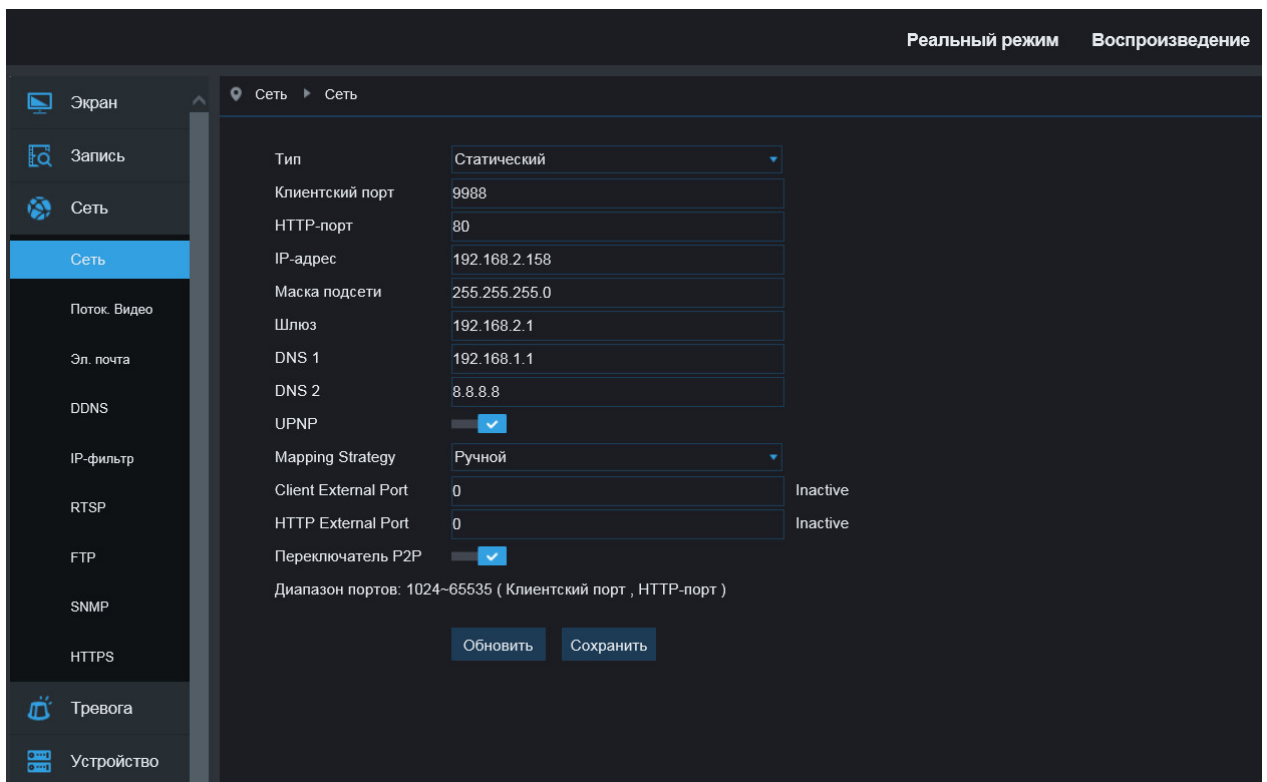 Реальный режим Воспроизведение
Экран
Запись
Сеть
Сеть
Поток. Видео
Эл. почта
DDNS
IP-фильтр
RTSP
FTP
SNMP
HTTPS
Тревога
Устройство
Сеть Сеть
Тип Статический
Клиентский порт 9988
HTTP-порт 80
IP-адрес 192.168.2.158
Маска подсети 255.255.255.0
Шлюз 192.168.2.1
DNS 1 192.168.1.1
DNS 2 8.8.8.8
UPNP
Mapping Strategy Ручной
Client External Port 0 Inactive
HTTP External Port 0 Inactive
Переключатель P2P
Диапазон портов: 1024~65535 ( Клиентский порт , HTTP-порт )
Обновить Сохранить